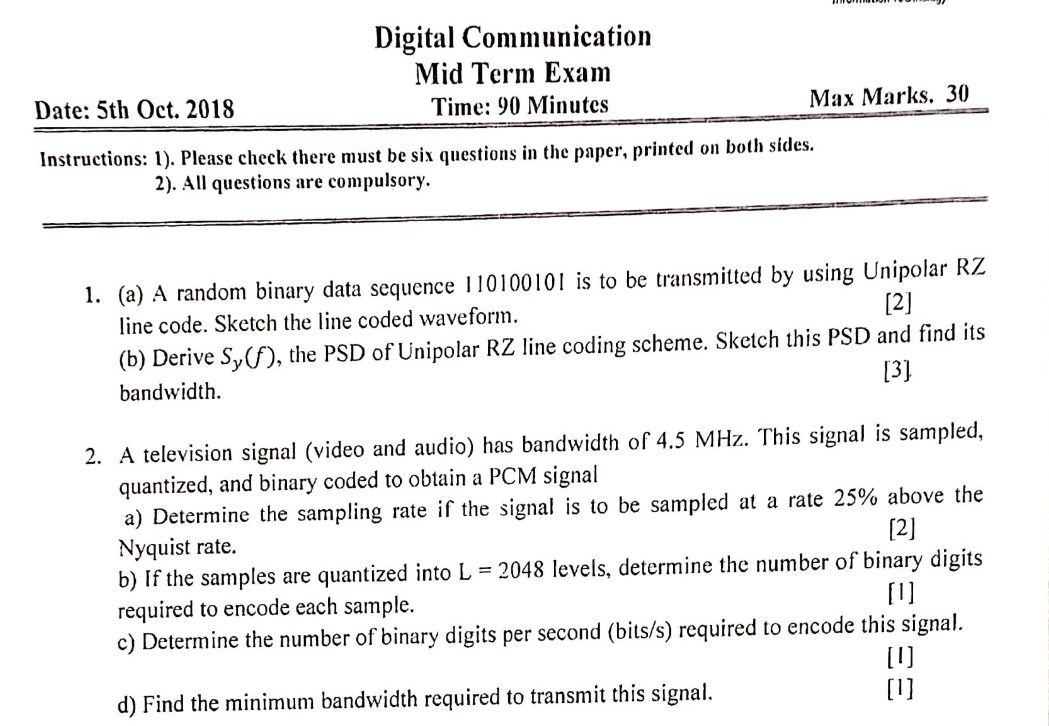 Digital Communication
Mid Term Exam
Date: 5th Oct. 2018 Time: 90 Minutes Max Marks. 30
Instructions: 1). Please check there must be six questions in the paper, printed on both sides.
2). All questions are compulsory.
1. (a) A random binary data sequence 110100101 is to be transmitted by using Unipolar RZ
line code. Sketch the line coded waveform. [2]
(b) Derive Sy(f), the PSD of Unipolar RZ line coding scheme. Sketch this PSD and find its
bandwidth. [3]
2. A television signal (video and audio) has bandwidth of 4.5 MHz. This signal is sampled,
quantized, and binary coded to obtain a PCM signal
a) Determine the sampling rate if the signal is to be sampled at a rate 25% above the
Nyquist rate. [2]
b) If the samples are quantized into L = 2048 levels, determine the number of binary digits
required to encode each sample. [1]
c) Determine the number of binary digits per second (bits/s) required to encode this signal.
[1]
d) Find the minimum bandwidth required to transmit this signal. [1]